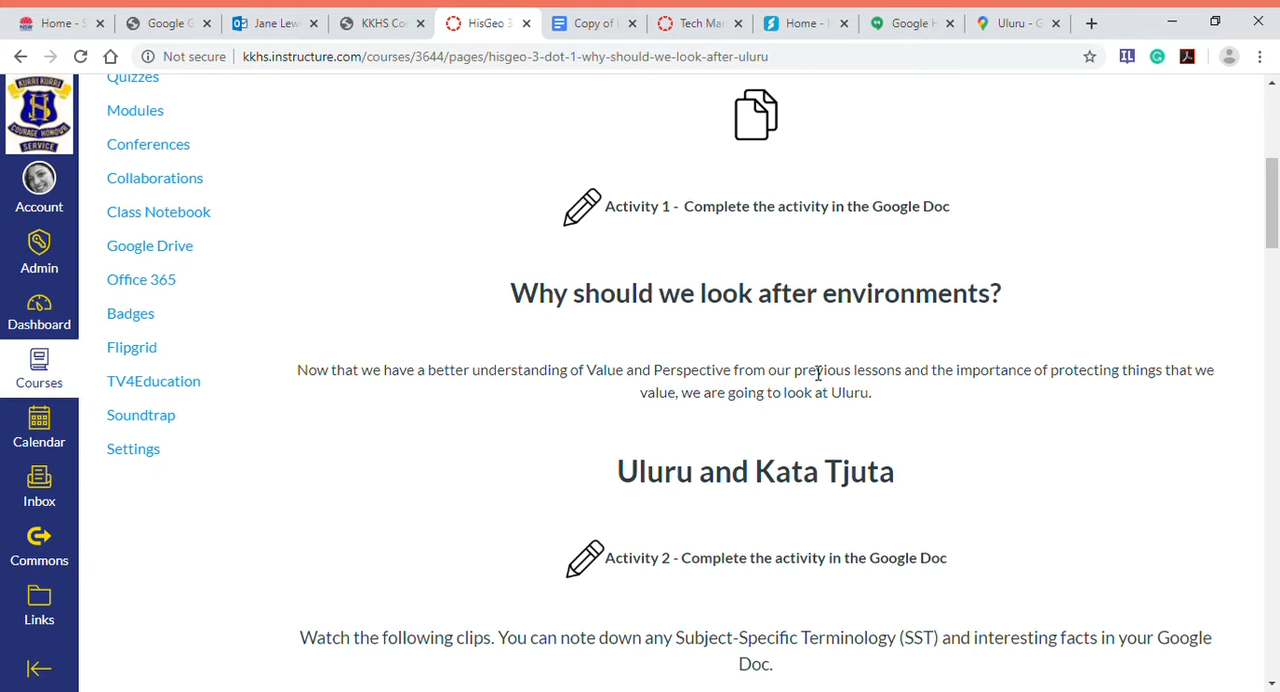 Home - S
Google G
Jane Lew
KKHS Co
HisGeo 3
Copy of L
Tech Mar
Home - I
Google H
Uluru - G
Not secure
kkhs.instructure.com/courses/3644/pages/hisgeo-3-dot-1-why-should-we-look-after-uluru
KURRI KURRI
COURAGE HONOUR
SERVICE
Account
Admin
Dashboard
Courses
Calendar
Inbox
Commons
Links
Quizzes
Modules
Conferences
Collaborations
Class Notebook
Google Drive
Office 365
Badges
Flipgrid
TV4Education
Soundtrap
Settings
Activity 1 - Complete the activity in the Google Doc
Why should we look after environments?
Now that we have a better understanding of Value and Perspective from our previous lessons and the importance of protecting things that we
value, we are going to look at Uluru.
Uluru and Kata Tjuta
Activity 2 - Complete the activity in the Google Doc
Watch the following clips. You can note down any Subject-Specific Terminology (SST) and interesting facts in your Google
Doc.